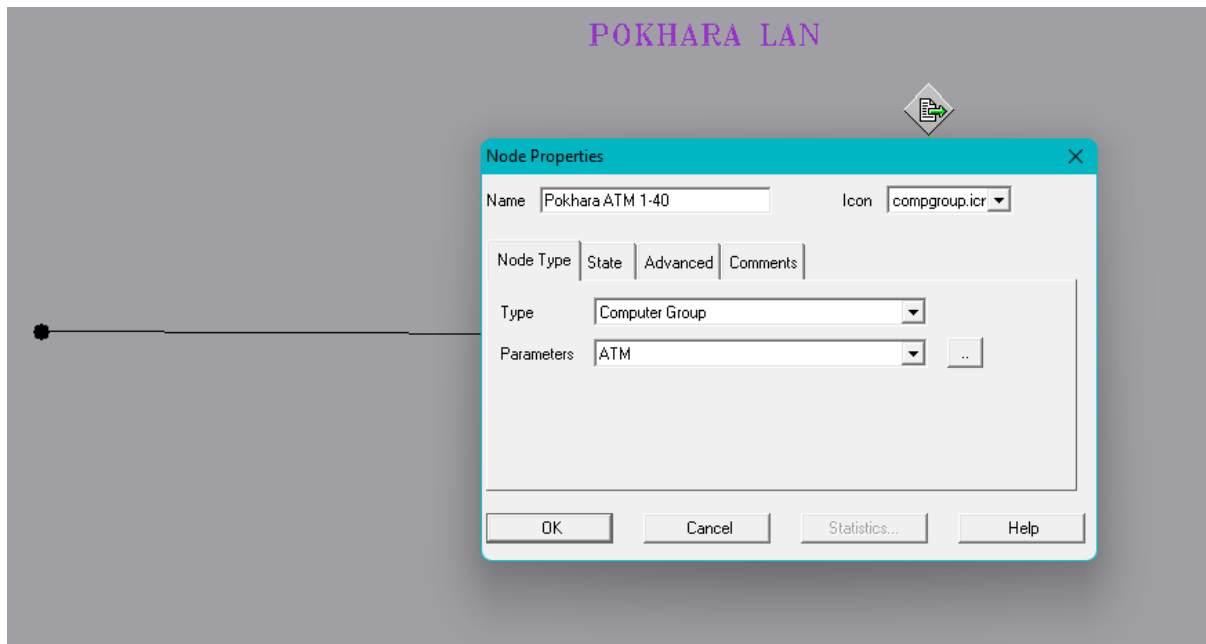 POKHARA LAN
Node Properties
Name Pokhara ATM 1-40 Icon compgroup.icr
Node Type State Advanced Comments
Type Computer Group
Parameters ATM ..
OK Cancel Statistics... Help